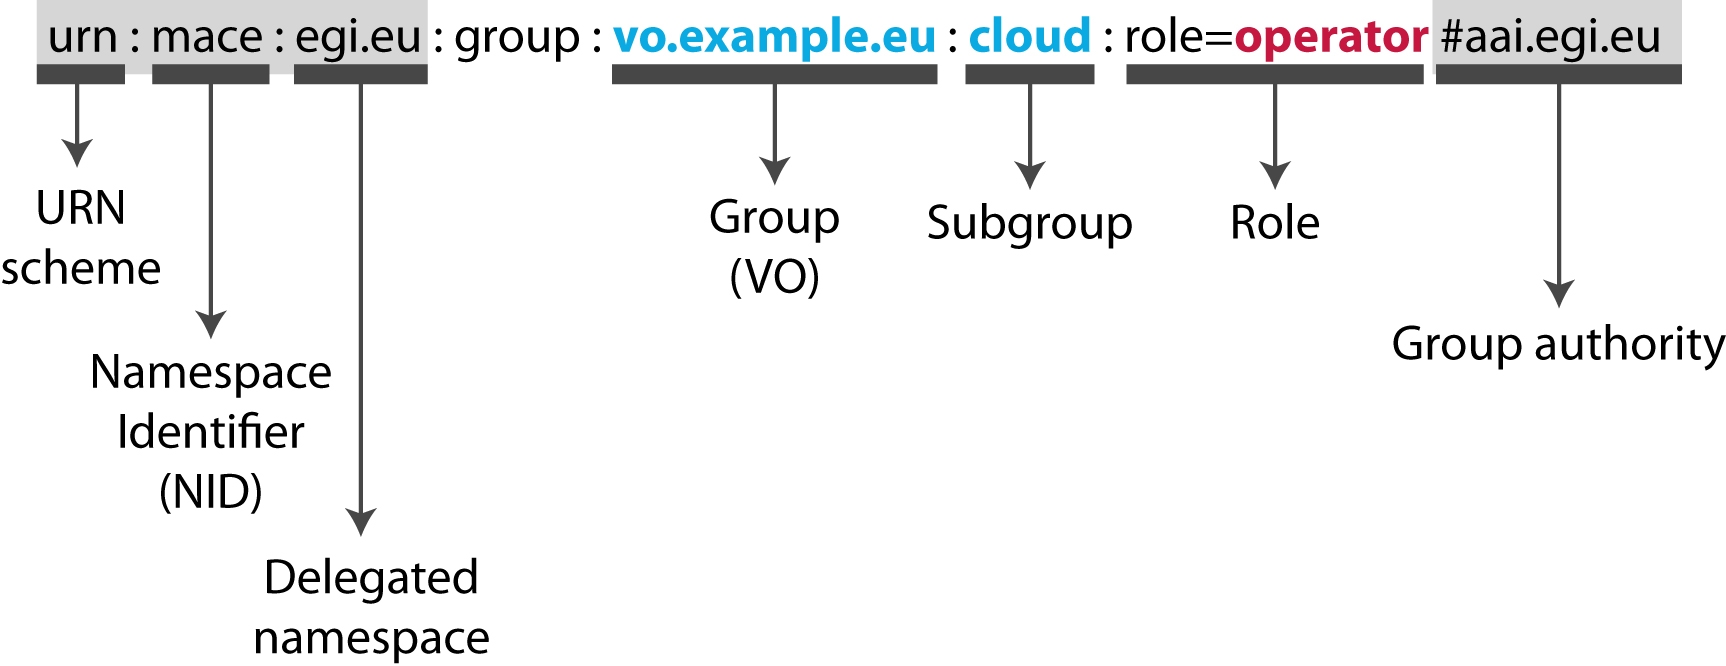 urn : mace : egi.eu : group : vo.example.eu : cloud : role=operator #aai.egi.eu
URN
scheme
Namespace
Identifier
(NID)
Delegated
namespace
Group
(VO)
Subgroup
Role
Group authority